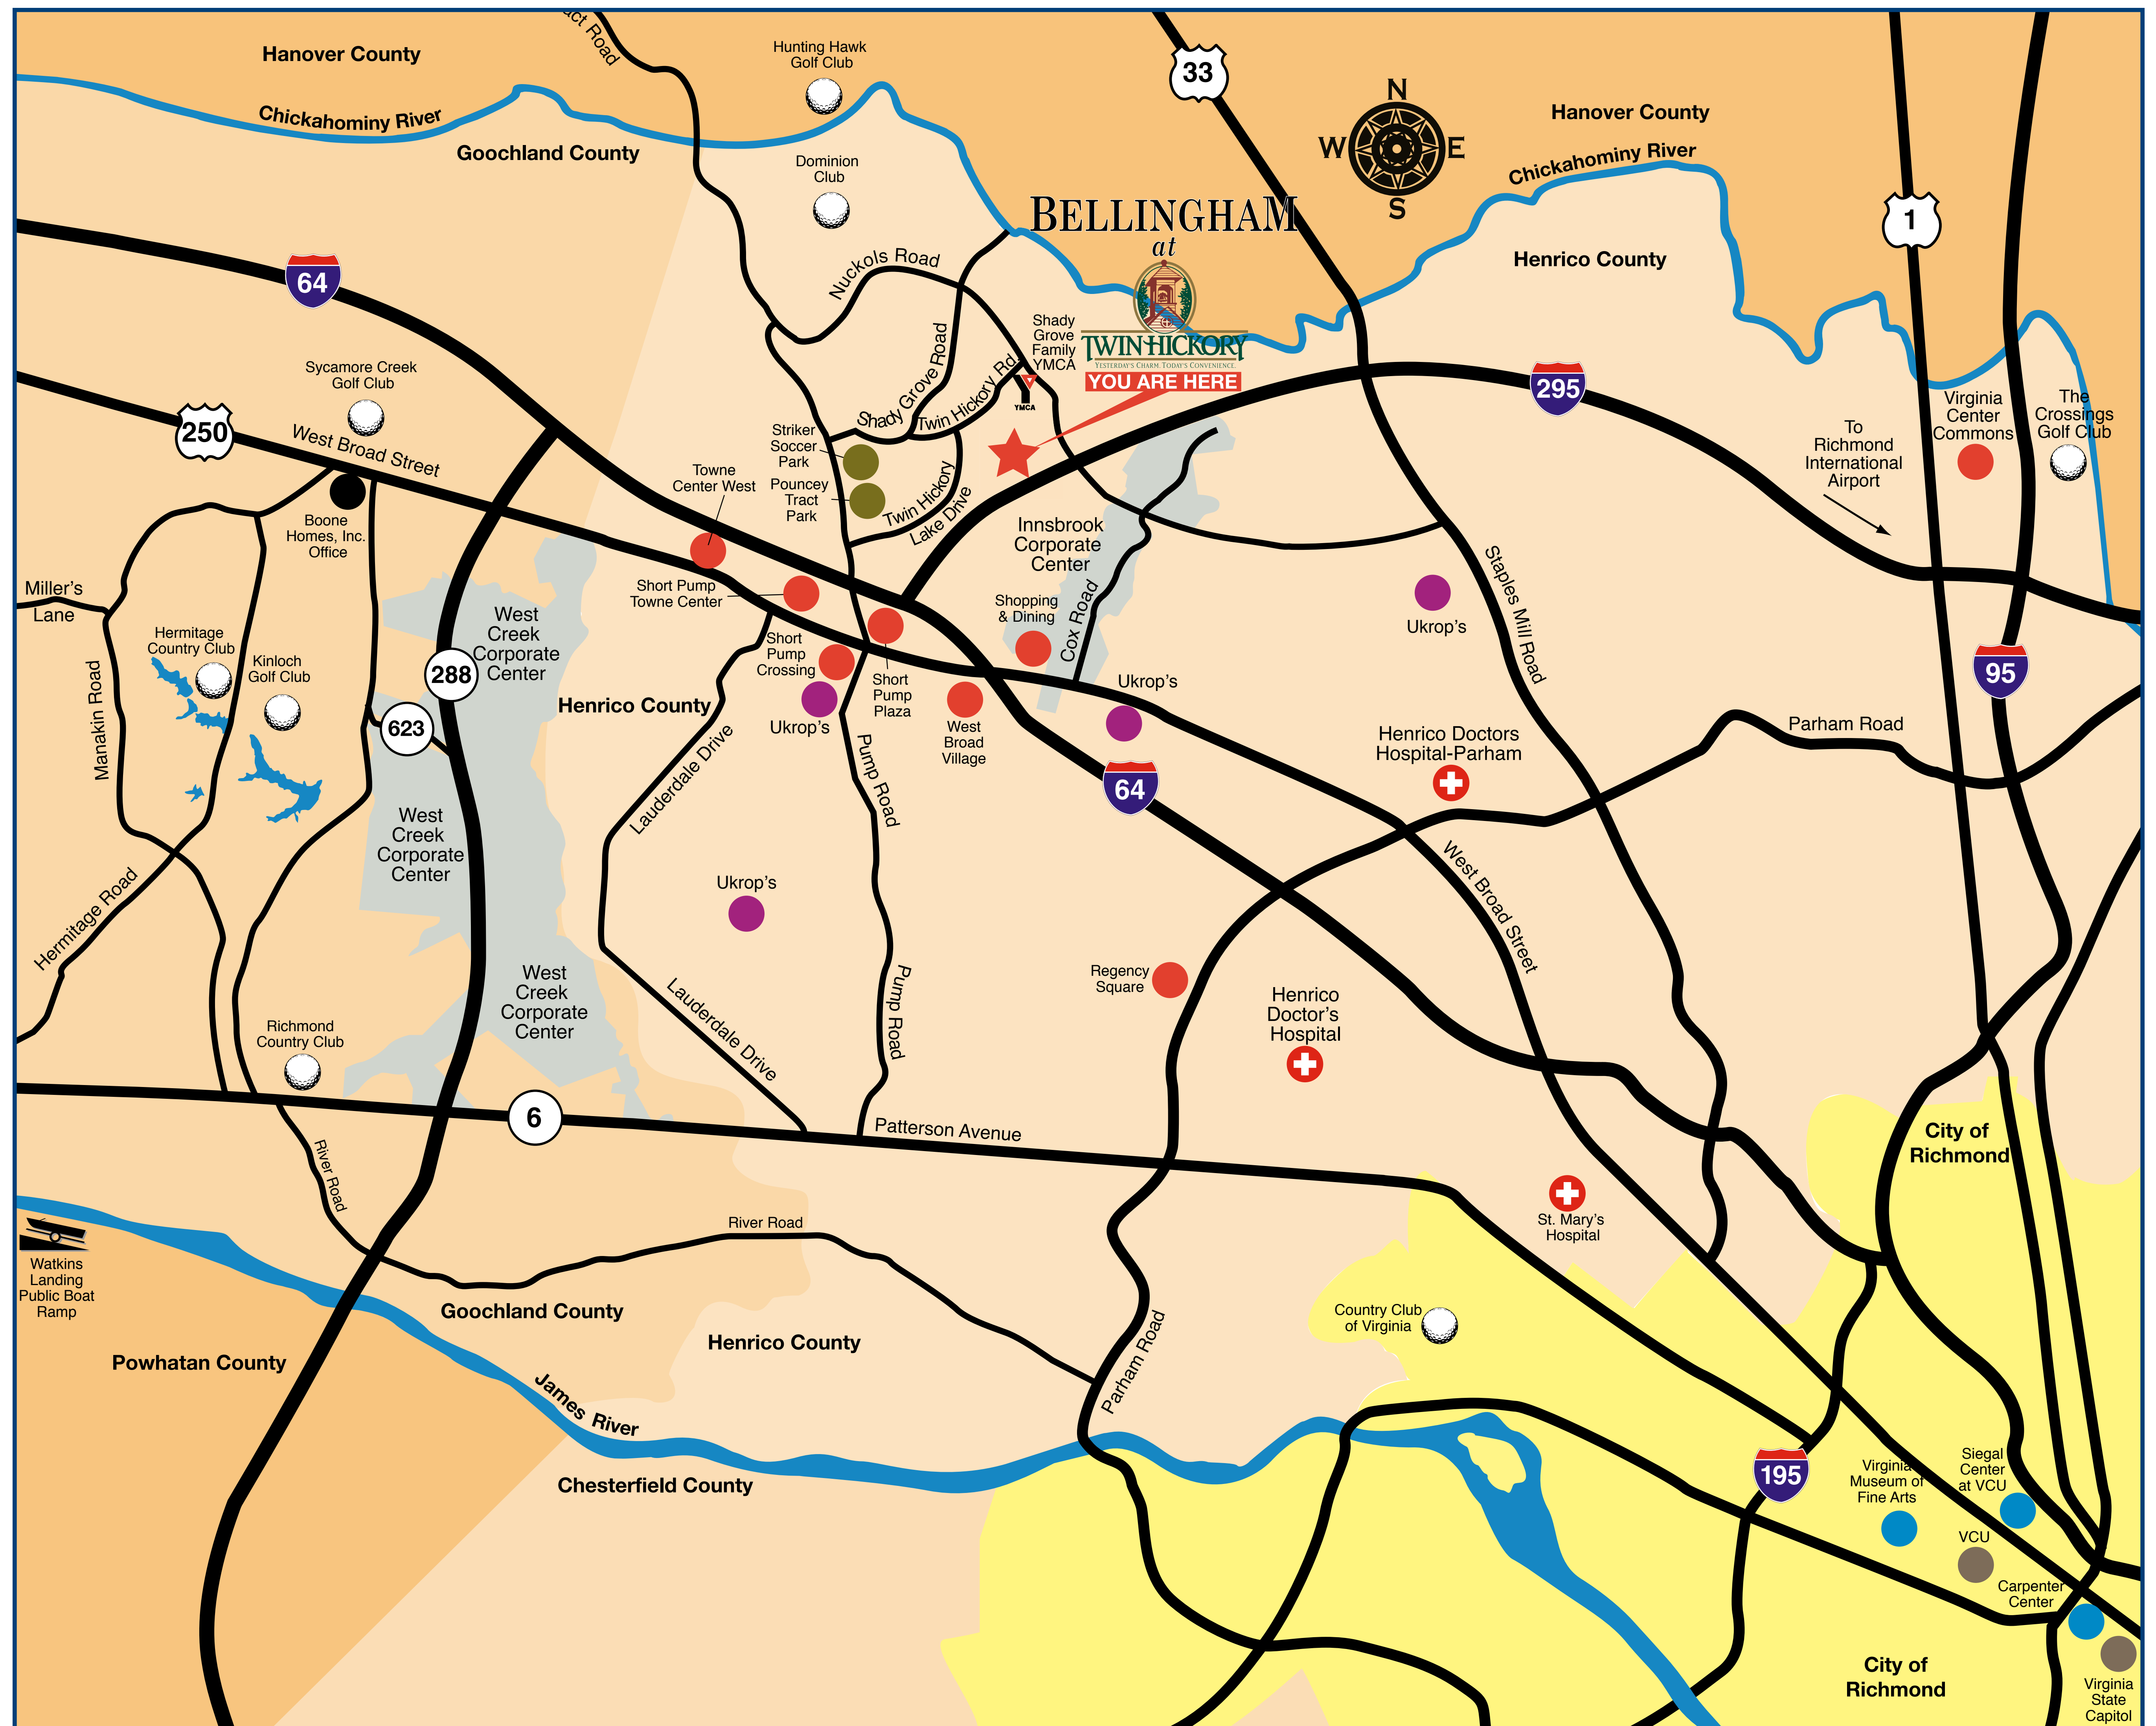 Hanover County
Chickahominy River
Goochland County
Road
Hunting Hawk
Golf Club
Dominion
Club
33
N
W
E
S
Hanover County
Chickahominy River
Henrico County
1
BELLINGHAM
at
TWIN HICKORY
YESTERDAY'S CHARM. TODAY'S CONVENIENCE.
YOU ARE HERE
64
Nuckols Road
Shady
Grove
Family
YMCA
YMCA
Shady Grove Road
Twin Hickory Rd.
295
Sycamore Creek
Golf Club
250
West Broad Street
Striker
Soccer
Park
Pouncey
Tract
Park
Towne
Center West
Twin Hickory
Lake Drive
To
Richmond
International
Airport
Virginia
Center
Commons
The
Crossings
Golf Club
Boone
Homes, Inc.
Office
Innsbrook
Corporate
Center
Miller's
Lane
Short Pump
Towne Center
Shopping
& Dining
Cox Road
Ukrop's
Staples Mill Road
West
Creek
Corporate
Center
Hermitage
Country Club
Kinloch
Golf Club
288
623
Manakin Road
Henrico County
Short
Pump
Crossing
Ukrop's
Short
Pump
Plaza
West
Broad
Village
Ukrop's
95
Lauderdale Drive
Pump Road
64
Henrico Doctors
Hospital-Parham
Parham Road
West
Creek
Corporate
Center
Hermitage Road
Ukrop's
West Broad Street
West
Creek
Corporate
Center
Lauderdale Drive
Pump Road
Regency
Square
Henrico
Doctor's
Hospital
Richmond
Country Club
6
Patterson Avenue
City of
Richmond
River Road
River Road
St. Mary's
Hospital
Watkins
Landing
Public Boat
Ramp
Goochland County
Henrico County
Powhatan County
Country Club
of Virginia
Parham Road
James River
Chesterfield County
195
Virginia
Museum of
Fine Arts
Siegal
Center
at VCU
VCU
Carpenter
Center
City of
Richmond
Virginia
State
Capitol